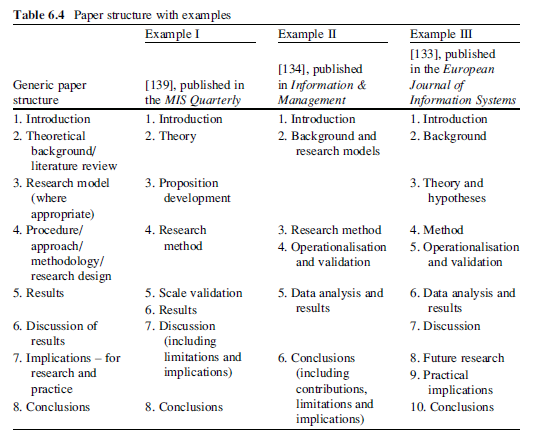 Table 6.4 Paper structure with examples
Example I Example II Example III
[133], published
[134], published in the European
Generic paper [139], published in in Information & Journal of
structure the MIS Quarterly Management Information Systems
1. Introduction 1. Introduction 1. Introduction 1. Introduction
2. Theoretical 2. Theory 2. Background and 2. Background
background/ research models
literature review
3. Research model 3. Proposition 3. Theory and
(where development hypotheses
appropriate)
4. Procedure/ 4. Research 3. Research method 4. Method
approach/ method 4. Operationalisation 5. Operationalisation
methodology/ and validation and validation
research design
5. Results 5. Scale validation 5. Data analysis and 6. Data analysis and
6. Results results results
6. Discussion of 7. Discussion 7. Discussion
results (including
7. Implications – for limitations and 6. Conclusions 8. Future research
research and implications) (including 9. Practical
practice contributions, implications
8. Conclusions 8. Conclusions limitations and 10. Conclusions
implications)